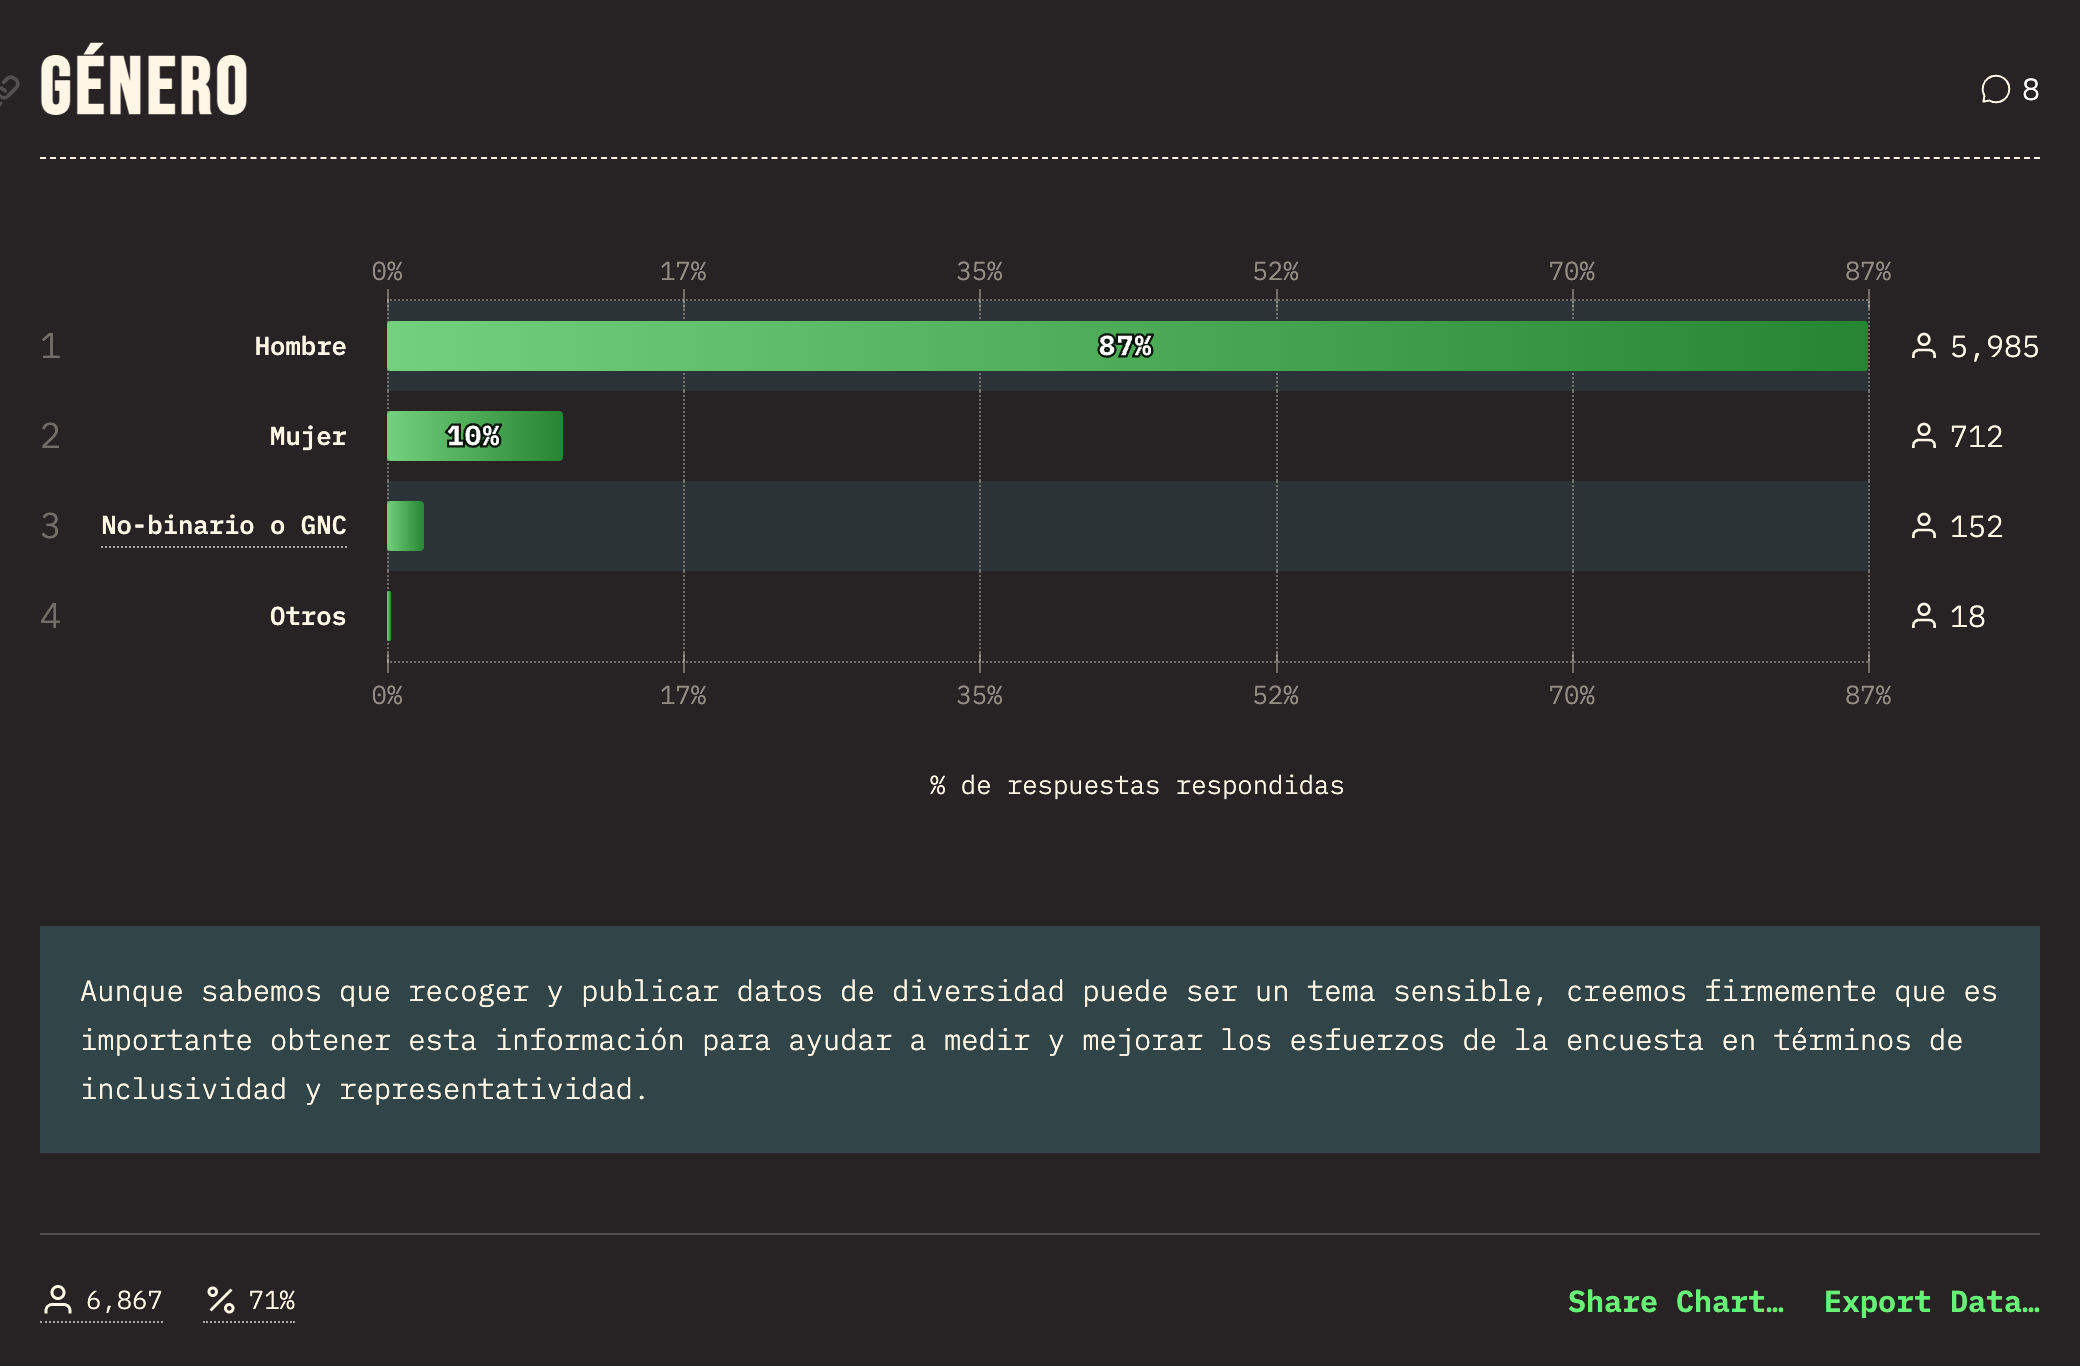 GÉNERO
8
0% 17% 35% 52% 70% 87%
1 Hombre 87% 5,985
2 Mujer 10% 712
3 No-binario o GNC 152
4 Otros 18
0% 17% 35% 52% 70% 87%
% de respuestas respondidas
Aunque sabemos que recoger y publicar datos de diversidad puede ser un tema sensible, creemos firmemente que es
importante obtener esta información para ayudar a medir y mejorar los esfuerzos de la encuesta en términos de
inclusividad y representatividad.
6,867 % 71% Share Chart… Export Data…